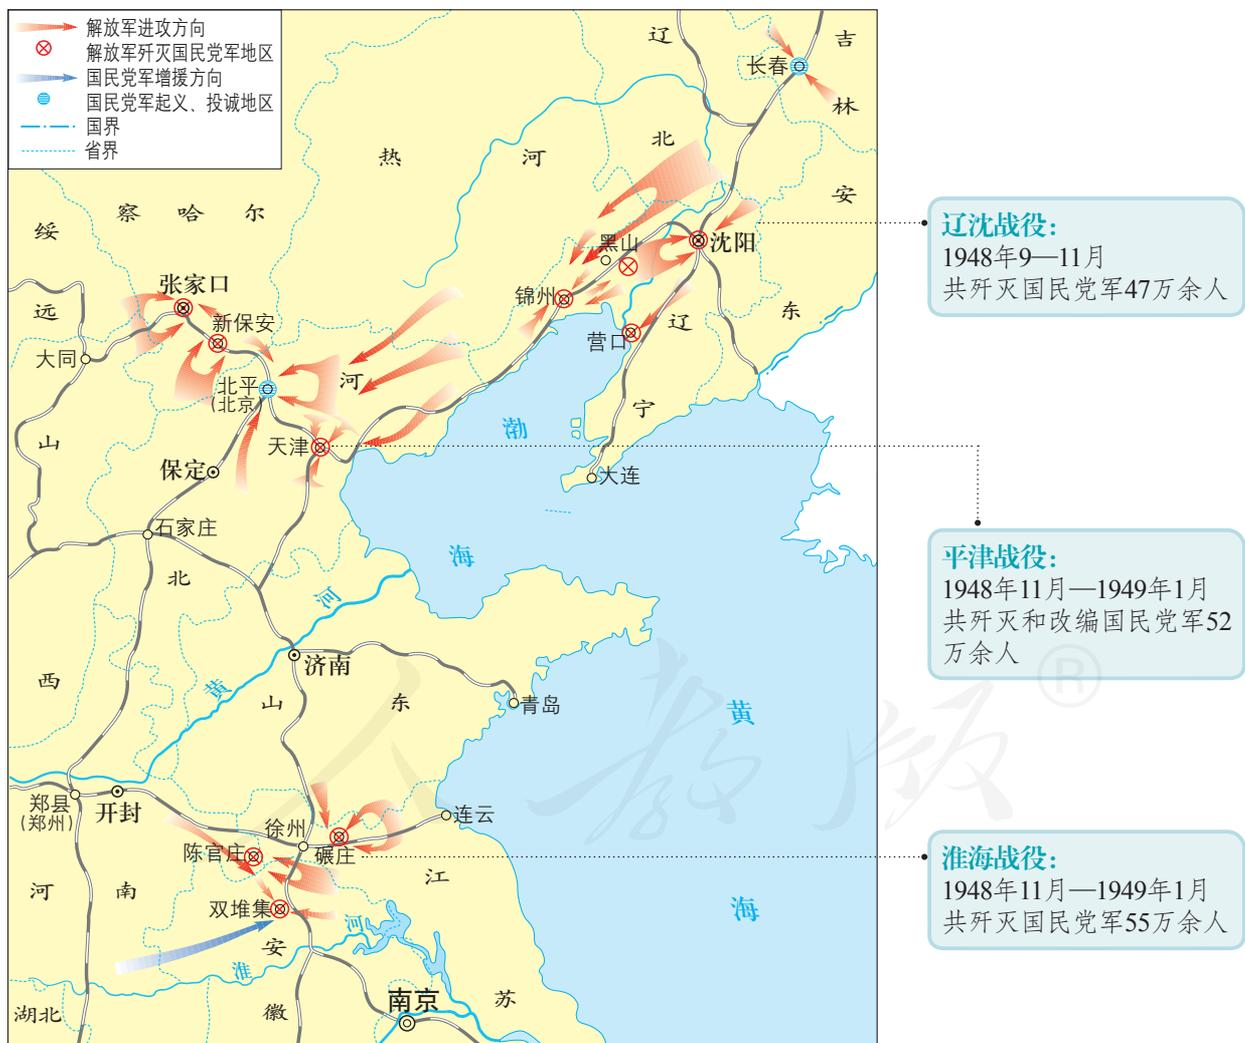 解放军进攻方向
解放军歼灭国民党军地区
国民党军增援方向
国民党军起义、投诚地区
国界
省界
辽
吉
长春
林
北
热
河
安
察
哈
尔
绥
黑山
沈阳
张家口
锦州
东
远
新保安
辽
营口
大同
北平
(北京
河
宁
渤
山
天津
保定
大连
石家庄
海
北
河
济南
西
黄
山
东
青岛
黄
人教版
®
郑县
(郑州)
开封
连云
徐州
陈官庄
碾庄
河
南
江
双堆集
海
河
安
淮
南京
苏
湖北
徽
辽沈战役：
1948年9—11月
共歼灭国民党军47万余人
平津战役：
1948年11月—1949年1月
共歼灭和改编国民党军52
万余人
淮海战役：
1948年11月—1949年1月
共歼灭国民党军55万余人